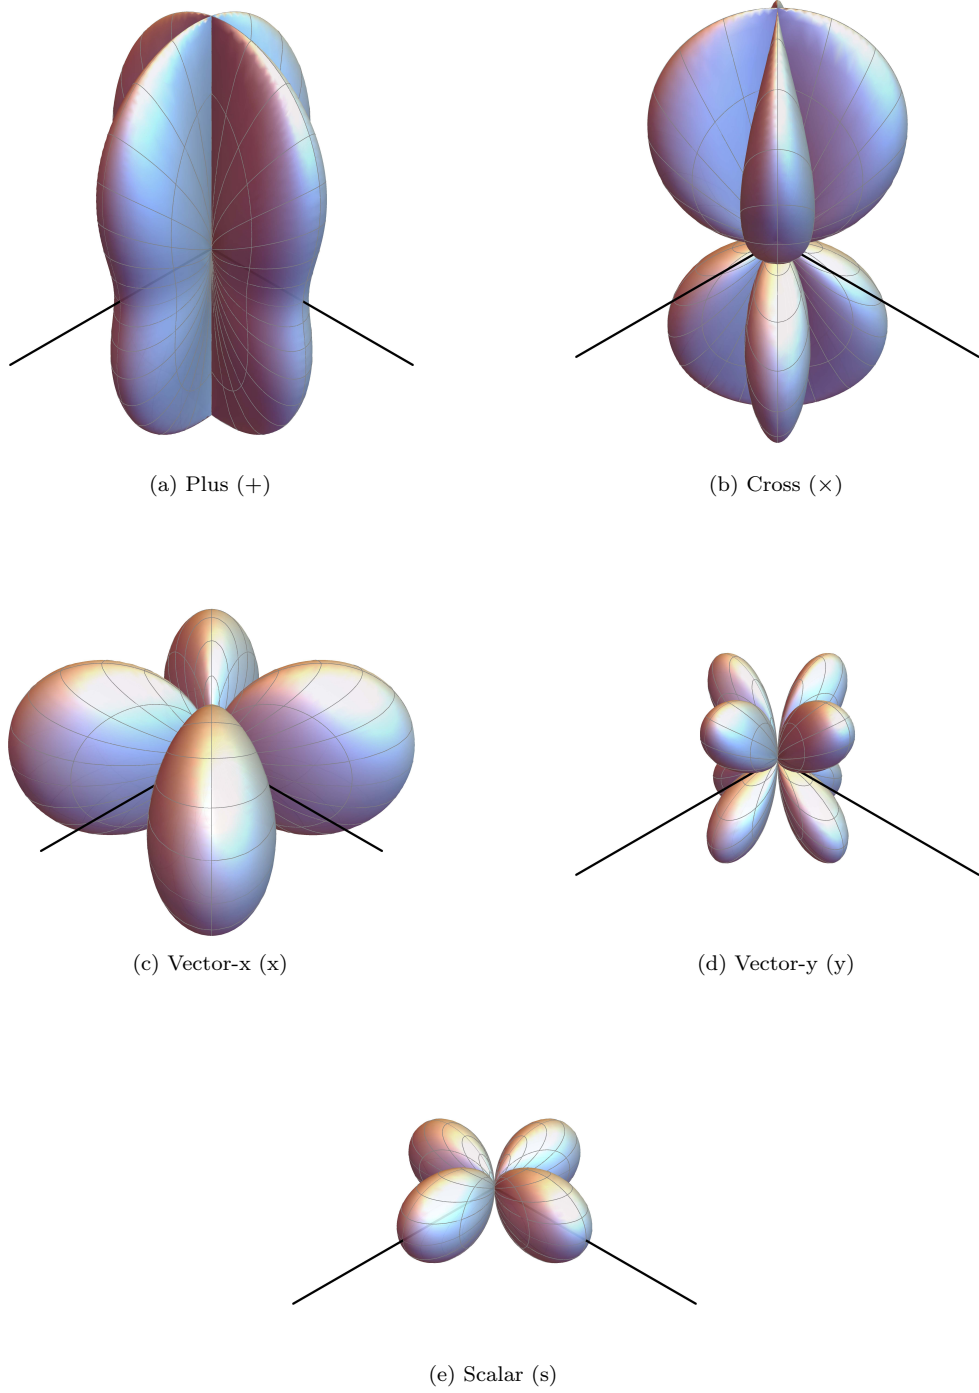 (a) Plus (+)
(b) Cross (×)
(c) Vector-x (x)
(d) Vector-y (y)
(e) Scalar (s)